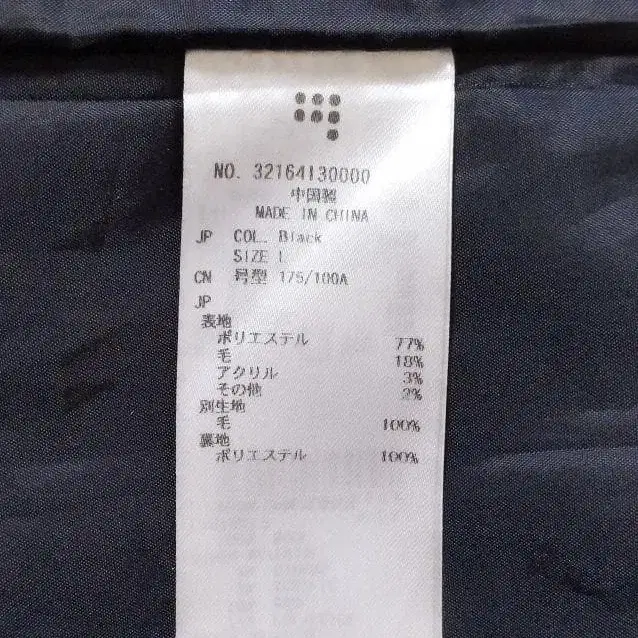 NO. 32164130000
中国製
MADE IN CHINA
JP COL. Black
SIZE L
CN 号型 175/100A
JP
表地
ポリエステル 77%
毛 18%
アクリル 3%
その他 2%
別生地
毛 100%
裏地
ポリエステル 100%